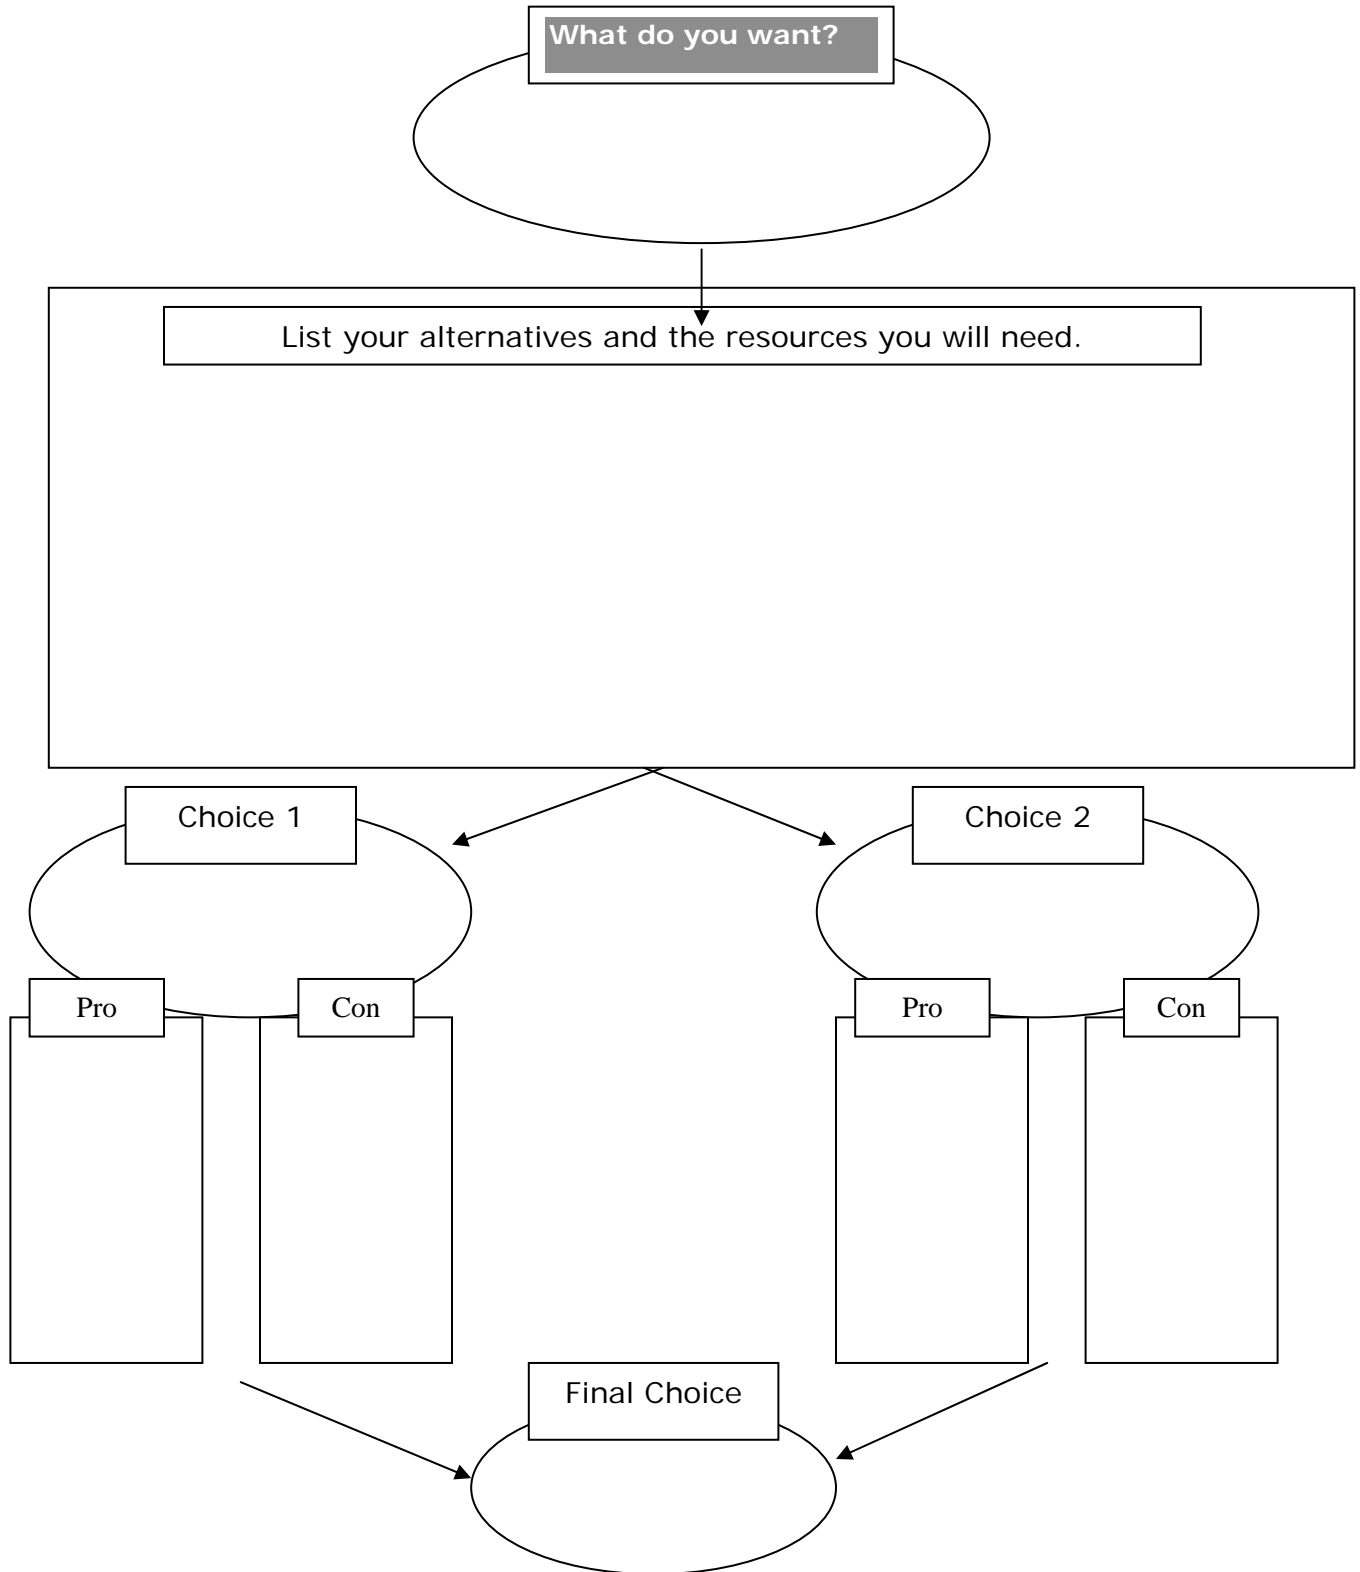 What do you want?
List your alternatives and the resources you will need.
Choice 1
Choice 2
Pro
Con
Pro
Con
Final Choice